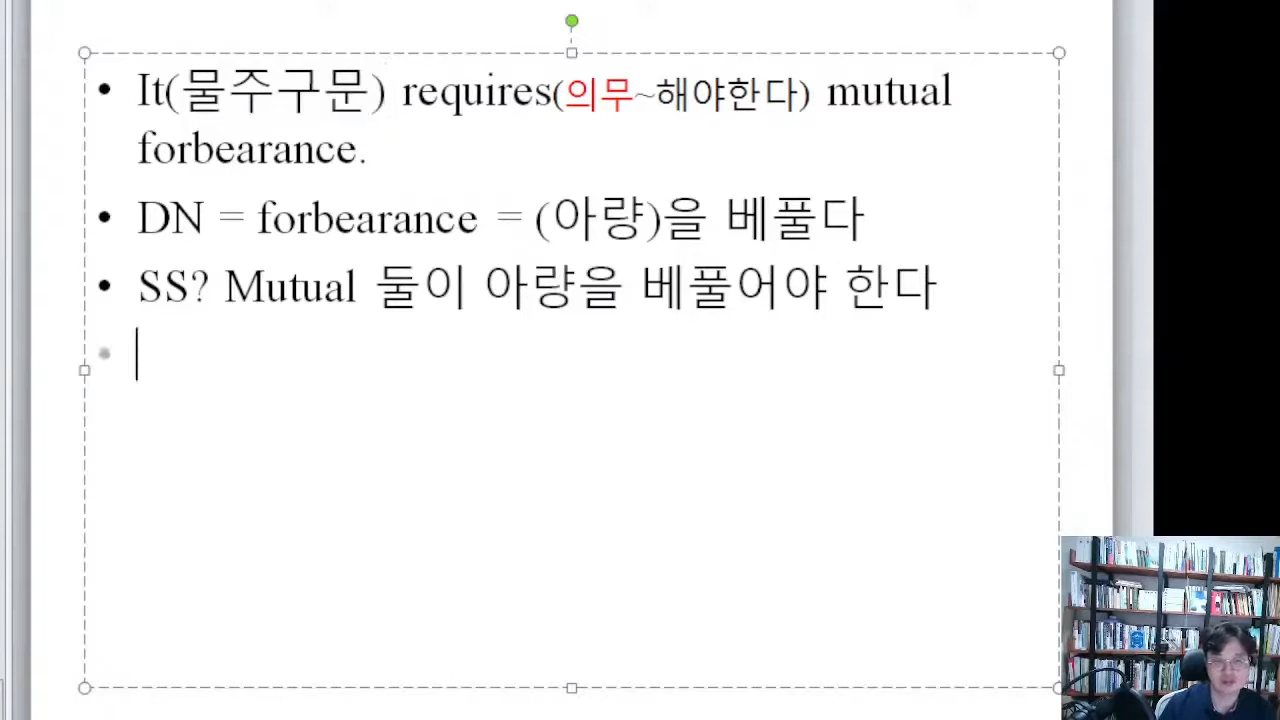 • It(물주구문) requires(의무~해야한다) mutual
forbearance.
• DN = forbearance = (아량)을 베풀다
• SS? Mutual 둘이 아량을 베풀어야 한다